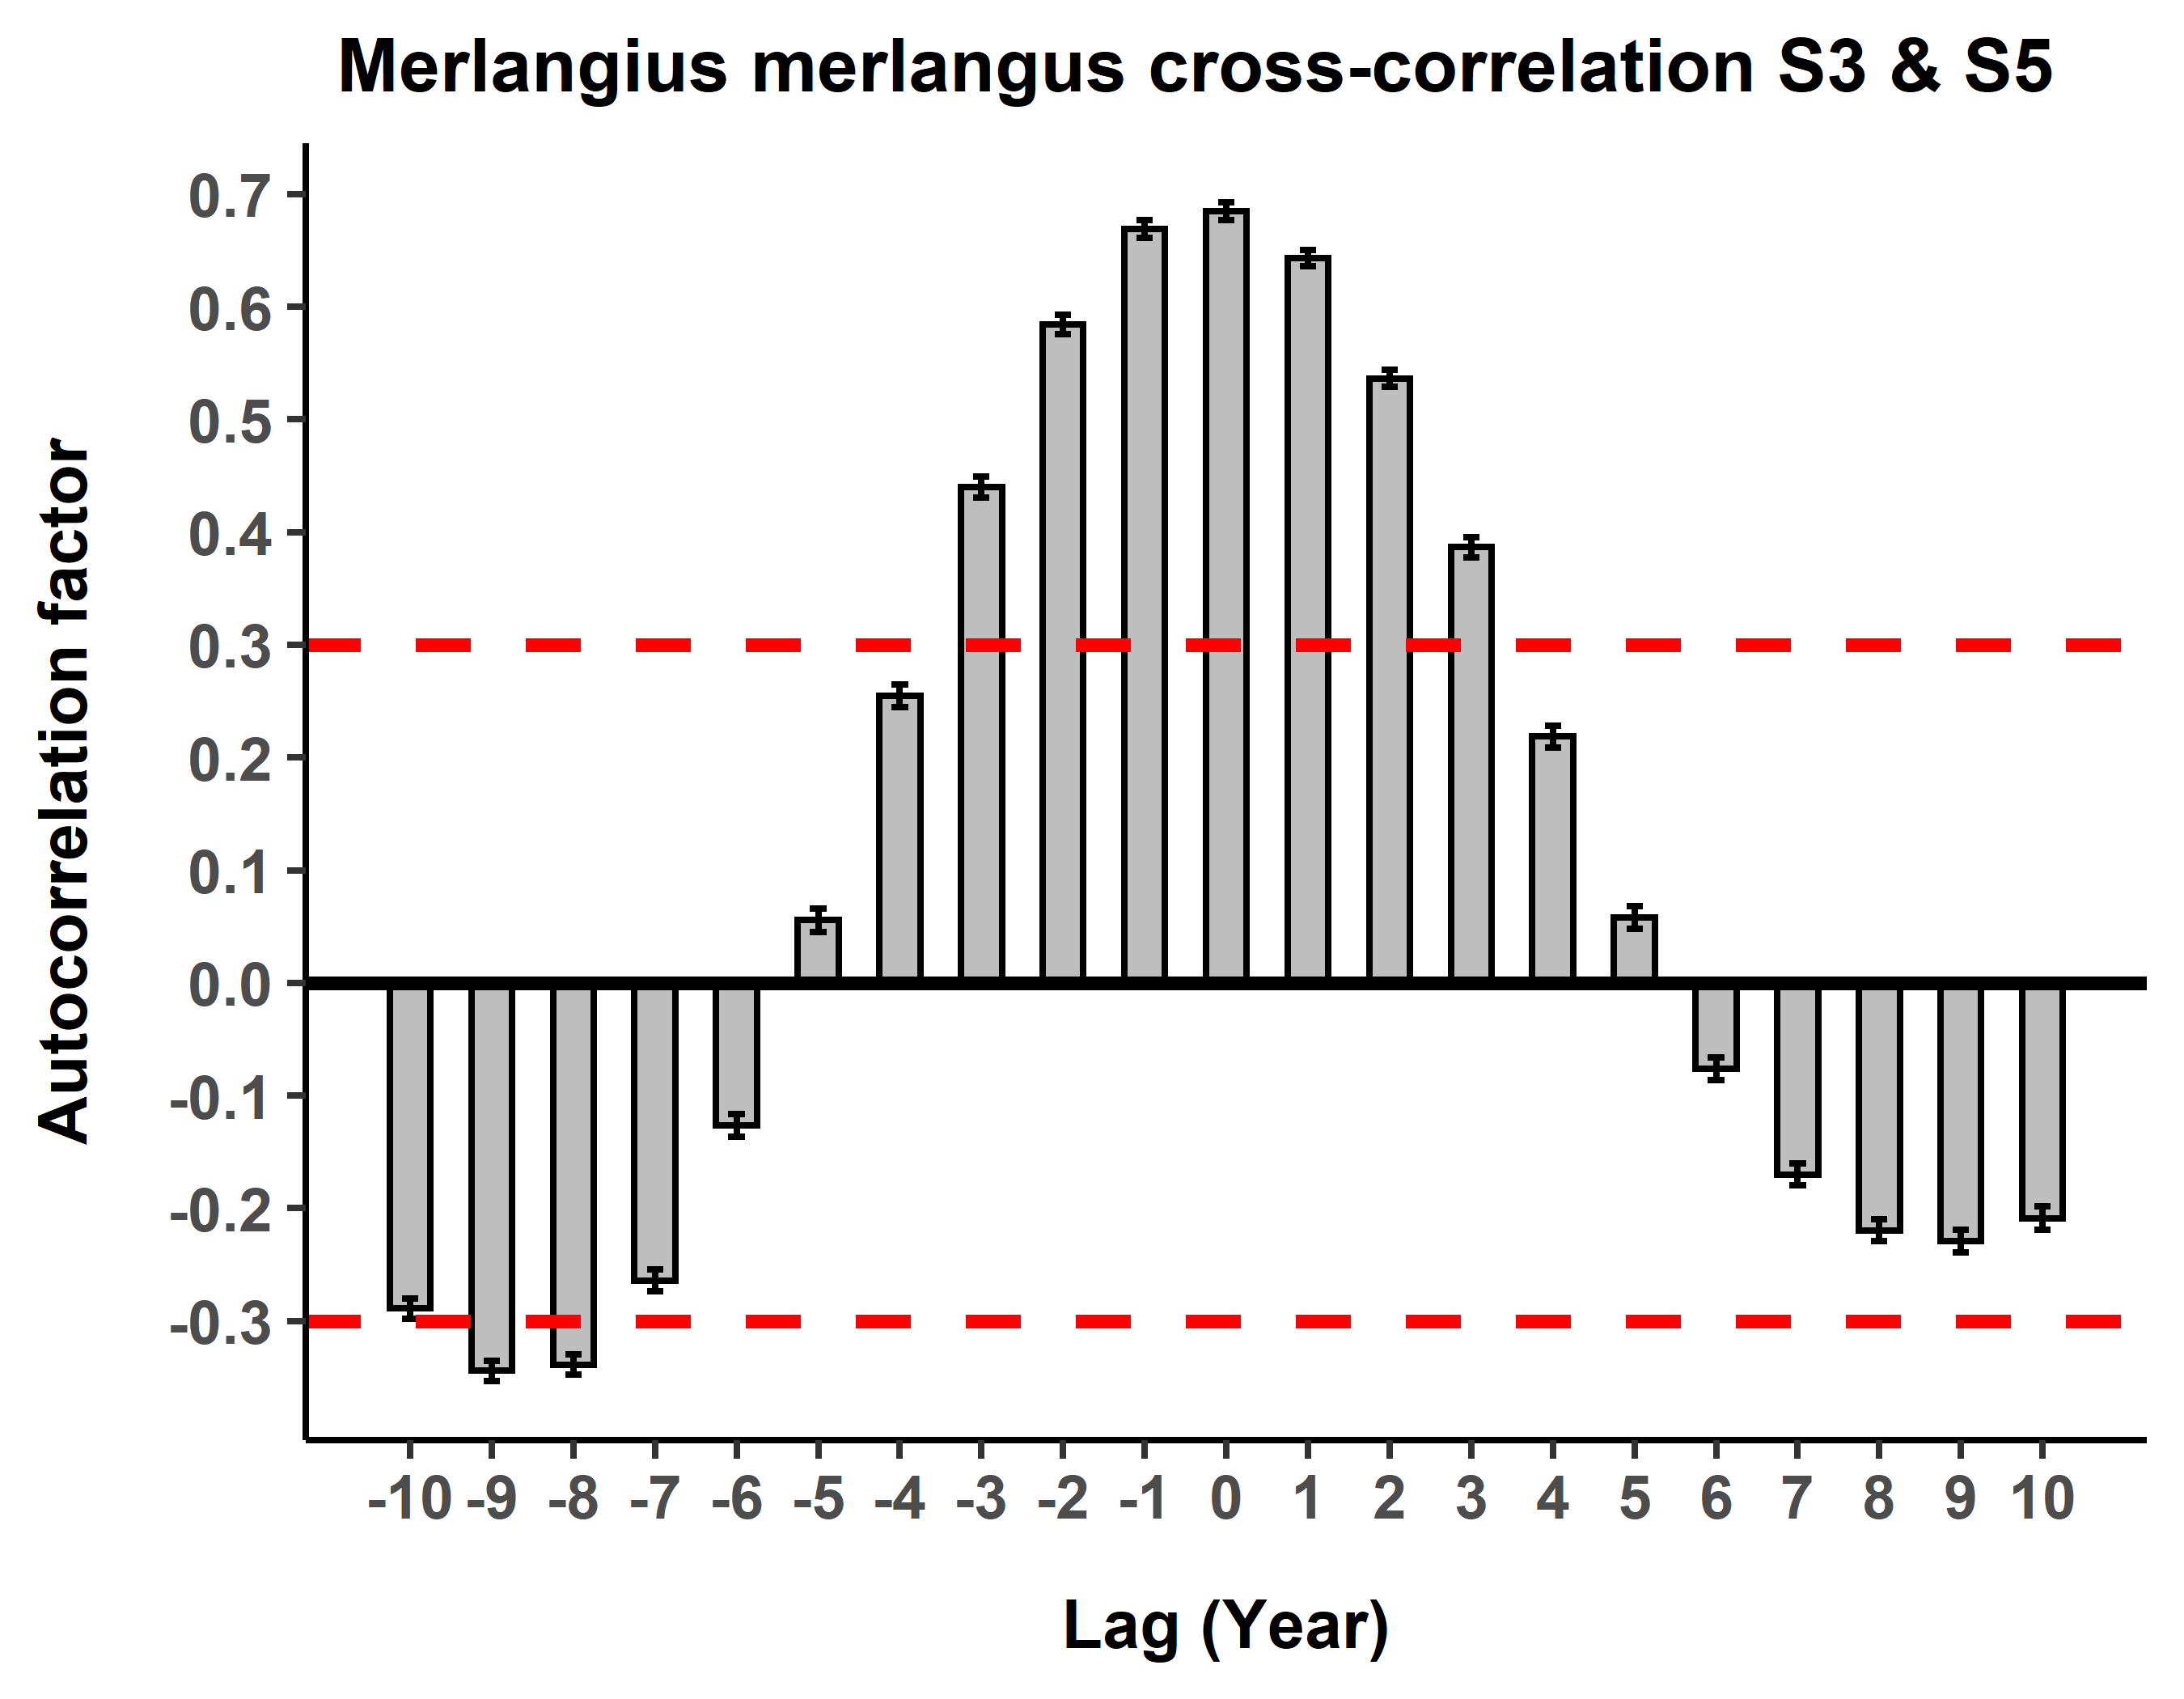 Merlangius merlangus cross-correlation S3 & S5
Autocorrelation factor
0.7
0.6
0.5
0.4
0.3
0.2
0.1
0.0
-0.1
-0.2
-0.3
-10 -9 -8 -7 -6 -5 -4 -3 -2 -1 0 1 2 3 4 5 6 7 8 9 10
Lag (Year)